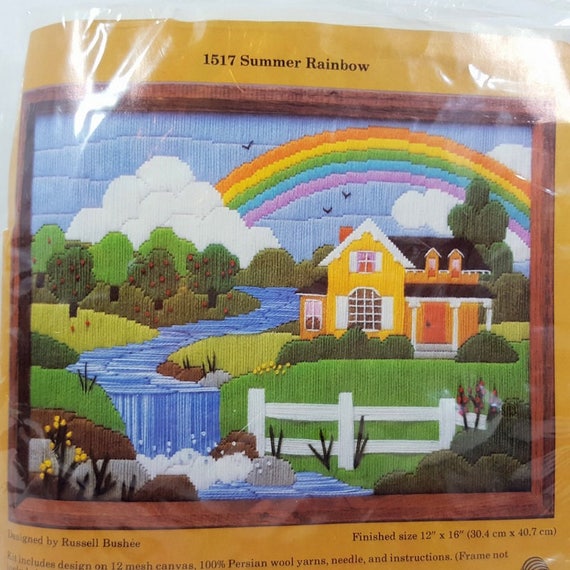 1517 Summer Rainbow
Designed by Russell Bushée
Finished size 12" x 16" (30.4 cm x 40.7 cm)
Kit includes design on 12 mesh canvas, 100% Persian wool yarns, needle, and instructions. (Frame not